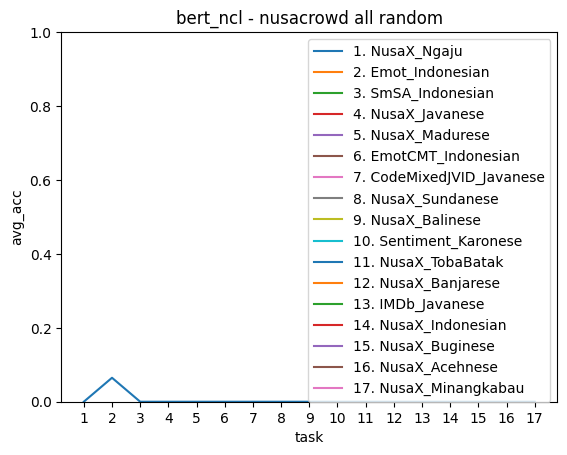 bert_ncl - nusacrowd all random
1.0
0.8
0.6
0.4
0.2
0.0
avg_acc
1. NusaX_Ngaju
2. Emot_Indonesian
3. SmSA_Indonesian
4. NusaX_Javanese
5. NusaX_Madurese
6. EmotCMT_Indonesian
7. CodeMixedJVID_Javanese
8. NusaX_Sundanese
9. NusaX_Balinese
10. Sentiment_Karonese
11. NusaX_TobaBatak
12. NusaX_Banjarese
13. IMDb_Javanese
14. NusaX_Indonesian
15. NusaX_Buginese
16. NusaX_Acehnese
17. NusaX_Minangkabau
1 2 3 4 5 6 7 8 9 10 11 12 13 14 15 16 17
task